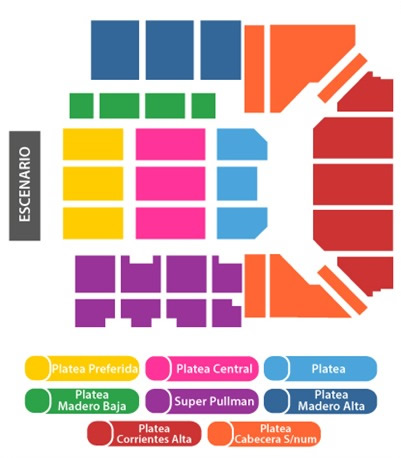 ESCENARIO
Platea Preferida
Platea Central
Platea
Platea
Madero Baja
Super Pullman
Platea
Madero Alta
Platea
Corrientes Alta
Platea
Cabecera S/num